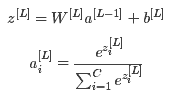 z^{[L]} = W^{[L]}a^{[L-1]} + b^{[L]}
a_i^{[L]} = \frac{e^{z_i^{[L]}}}{\sum_{i=1}^{C} e^{z_i^{[L]}}}